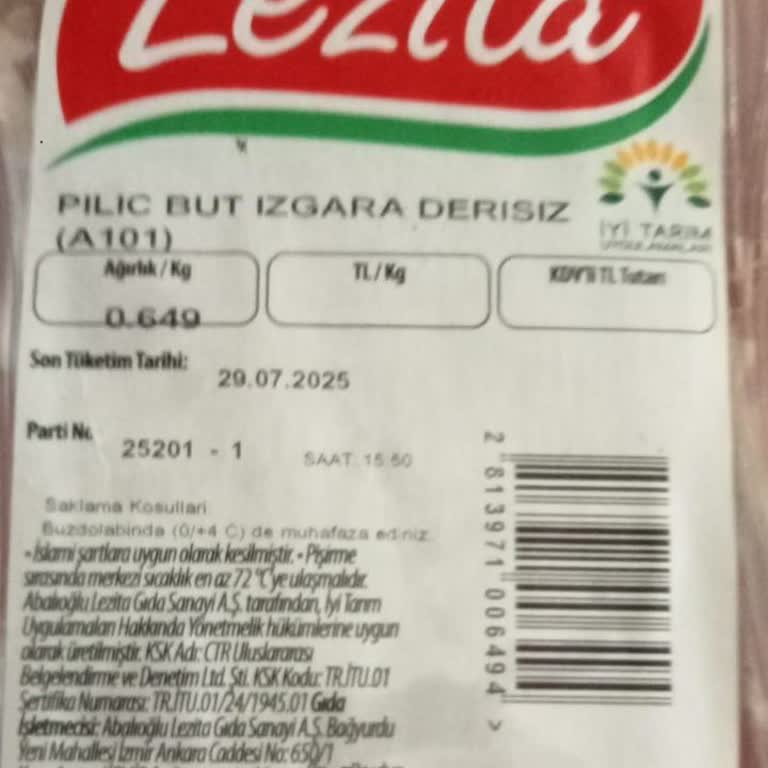 Lezita
PILIC BUT IZGARA DERISIZ
(A101)
İYİ TARIM
UYGULAMALARI
Ağırlık / Kg
TL / Kg
KDV'li TL Tutarı
0.649
Son Tüketim Tarihi:
29.07.2025
Parti No:
25201 - 1
SAAT: 15:50
Saklama Kosullari
Buzdolabinda (0/+4 C) de muhafaza ediniz.
• İslami şartlara uygun olarak kesilmiştir. • Pişirme
sırasında merkezi sıcaklık en az 72 °C'ye ulaşmalıdır.
Abalıoğlu Lezita Gıda Sanayi A.Ş. tarafından, İyi Tarım
Uygulamaları Hakkında Yönetmelik hükümlerine uygun
olarak üretilmiştir. KSK Adı: CTR Uluslararası
Belgelendirme ve Denetim Ltd. Şti. KSK Kodu: TR.İTU.01
Sertifika Numarası: TR.İTU.01/24/1945.01 Gıda
İşletmecisi: Abalıoğlu Lezita Gıda Sanayi A.Ş. Bağyurdu
Yeni Mahallesi İzmir Ankara Caddesi No: 650/1
2 813971 006494 >